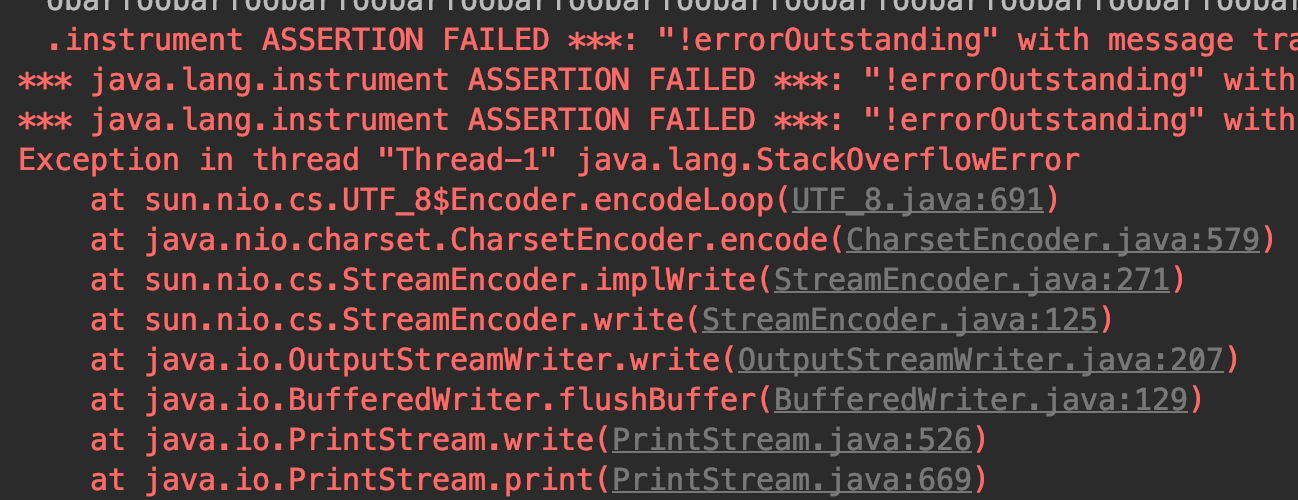 obarfoobarfoobarfoobarfoobarfoobarfoobarfoobarfoobarfoobarfoobarfoobar
.instrument ASSERTION FAILED ***: "!errorOutstanding" with message tra
*** java.lang.instrument ASSERTION FAILED ***: "!errorOutstanding" with
*** java.lang.instrument ASSERTION FAILED ***: "!errorOutstanding" with
Exception in thread "Thread-1" java.lang.StackOverflowError
at sun.nio.cs.UTF_8$Encoder.encodeLoop(UTF_8.java:691)
at java.nio.charset.CharsetEncoder.encode(CharsetEncoder.java:579)
at sun.nio.cs.StreamEncoder.implWrite(StreamEncoder.java:271)
at sun.nio.cs.StreamEncoder.write(StreamEncoder.java:125)
at java.io.OutputStreamWriter.write(OutputStreamWriter.java:207)
at java.io.BufferedWriter.flushBuffer(BufferedWriter.java:129)
at java.io.PrintStream.write(PrintStream.java:526)
at java.io.PrintStream.print(PrintStream.java:669)